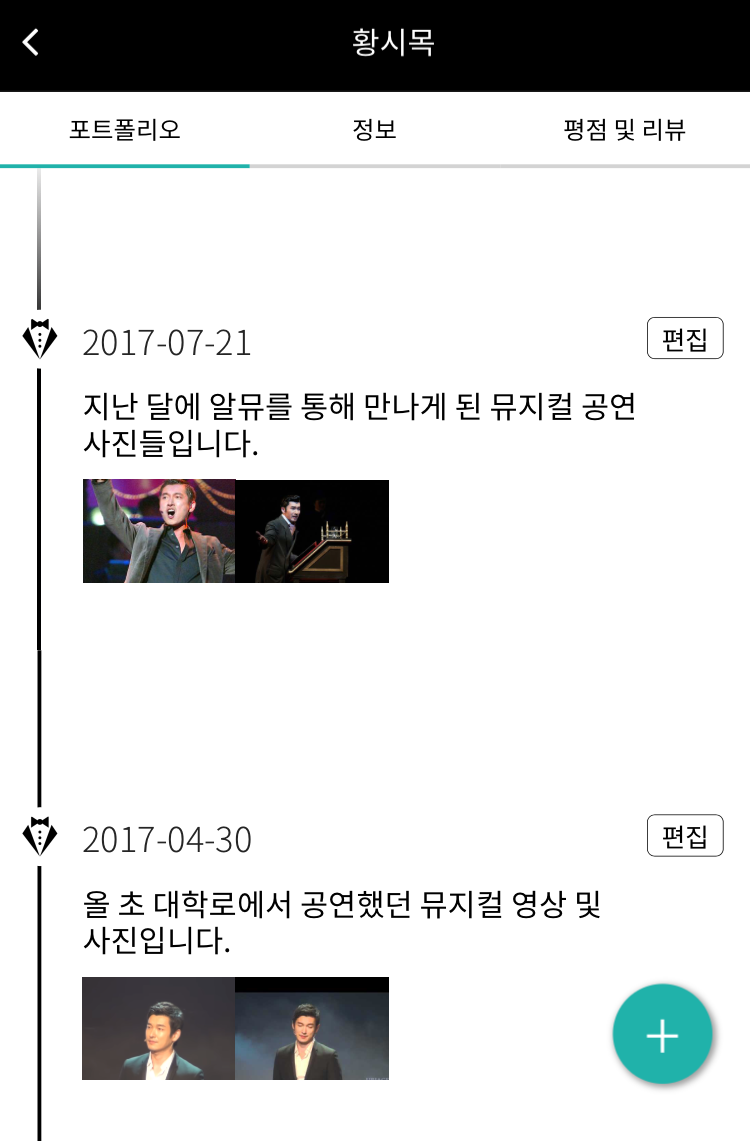 황시목
포트폴리오
정보
평점 및 리뷰
2017-07-21
편집
지난 달에 알뮤를 통해 만나게 된 뮤지컬 공연
사진들입니다.
2017-04-30
편집
올 초 대학로에서 공연했던 뮤지컬 영상 및
사진입니다.